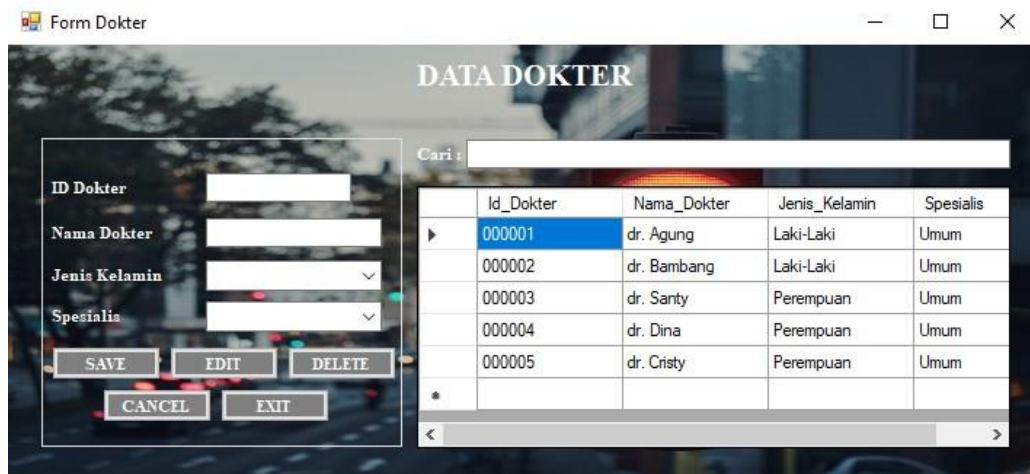 Form Dokter
DATA DOKTER
Cari :
ID Dokter
Nama Dokter
Jenis Kelamin
Spesialis
SAVE EDIT DELETE
CANCEL EXIT
Id_Dokter Nama_Dokter Jenis_Kelamin Spesialis
000001 dr. Agung Laki-Laki Umum
000002 dr. Bambang Laki-Laki Umum
000003 dr. Santy Perempuan Umum
000004 dr. Dina Perempuan Umum
000005 dr. Cristy Perempuan Umum